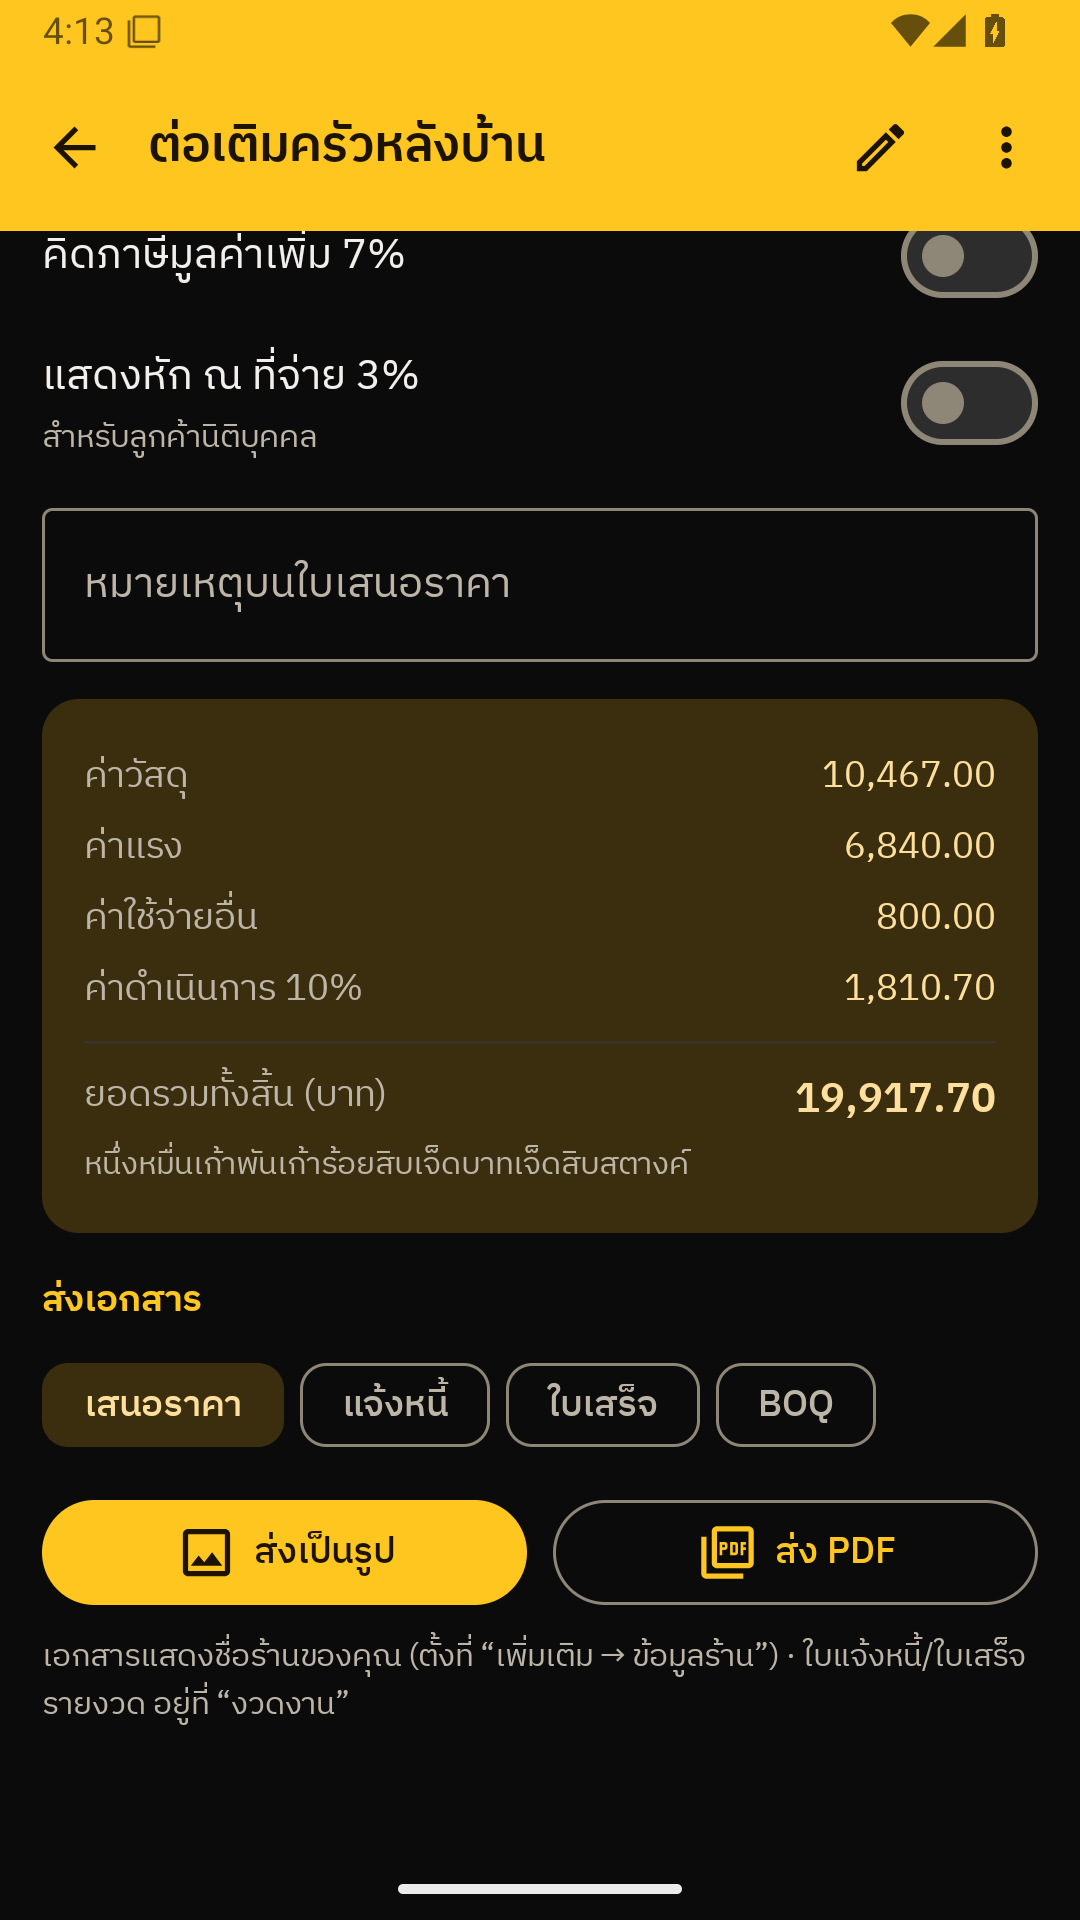 4:13
ต่อเติมครัวหลังบ้าน
คิดภาษีมูลค่าเพิ่ม 7%
แสดงหัก ณ ที่จ่าย 3%
สำหรับลูกค้านิติบุคคล
หมายเหตุบนใบเสนอราคา
ค่าวัสดุ 10,467.00
ค่าแรง 6,840.00
ค่าใช้จ่ายอื่น 800.00
ค่าดำเนินการ 10% 1,810.70
ยอดรวมทั้งสิ้น (บาท) 19,917.70
หนึ่งหมื่นเก้าพันเก้าร้อยสิบเจ็ดบาทเจ็ดสิบสตางค์
ส่งเอกสาร
เสนอราคา แจ้งหนี้ ใบเสร็จ BOQ
ส่งเป็นรูป PDF ส่ง PDF
เอกสารแสดงชื่อร้านของคุณ (ตั้งที่ “เพิ่มเติม → ข้อมูลร้าน”) · ใบแจ้งหนี้/ใบเสร็จ
รายงวด อยู่ที่ “งวดงาน”